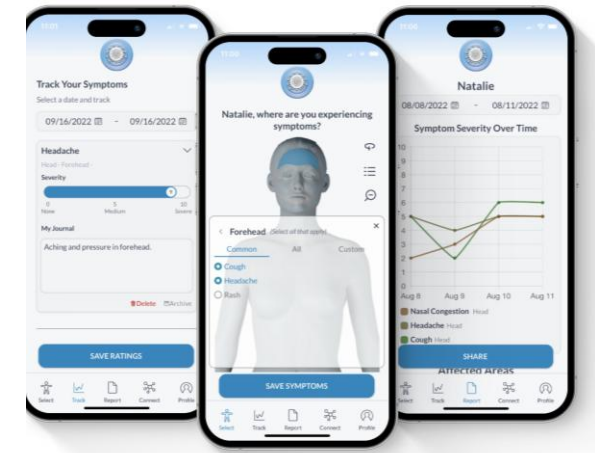 11:01
Track Your Symptoms
Select a date and track
09/16/2022 - 09/16/2022
Headache
Head - Forehead -
Severity
0 5 10
None Medium Severe
My Journal
Aching and pressure in forehead.
Delete Archive
SAVE RATINGS
Select Track Report Connect Profile
11:00
Natalie, where are you experiencing
symptoms?
Forehead (Select all that apply)
Common All Custom
Cough
Headache
Rash
SAVE SYMPTOMS
Select Track Report Connect Profile
Natalie
08/08/2022 - 08/11/2022
Symptom Severity Over Time
10
9
8
7
6
5
4
3
2
1
0
Aug 8 Aug 9 Aug 10 Aug 11
Nasal Congestion Head
Headache Head
Cough Head
SHARE
Affected Areas
Select Track Report Connect Profile